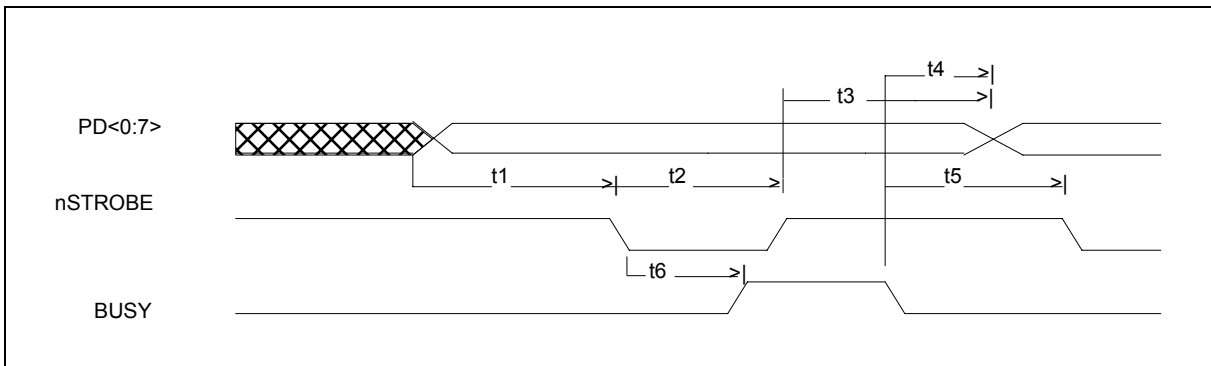 t4
t3
PD<0:7>
t1
t2
t5
nSTROBE
t6
BUSY